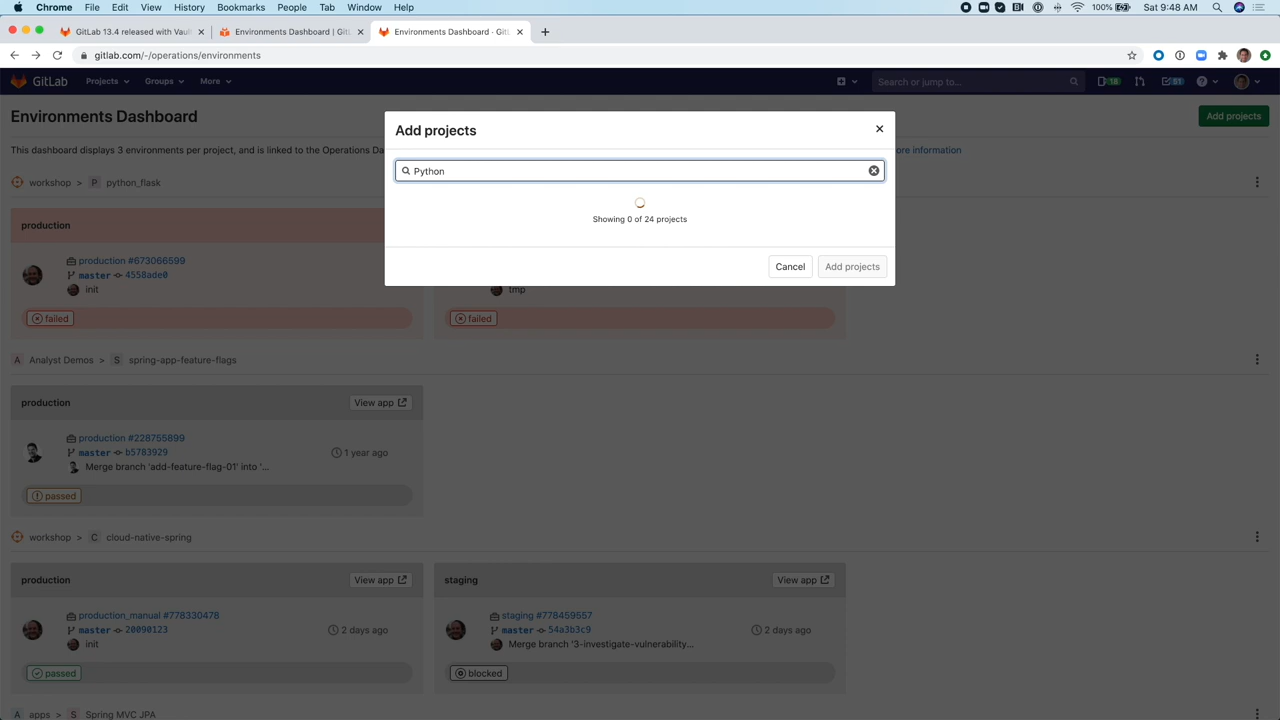 Chrome File Edit View History Bookmarks People Tab Window Help 100% Sat 9:48 AM
GitLab 13.4 released with Vaul Environments Dashboard | GitL Environments Dashboard · GitL
gitlab.com/-/operations/environments
GitLab Projects Groups More Search or jump to... 18 61
Environments Dashboard Add projects
This dashboard displays 3 environments per project, and is linked to the Operations Da ore information
Add projects
Python
Showing 0 of 24 projects
Cancel Add projects
workshop > P python_flask
production
production #673066599
master 4558ade0
init tmp
failed failed
A Analyst Demos > S spring-app-feature-flags
production View app
production #228755899
master b5783929 1 year ago
Merge branch 'add-feature-flag-01' into '...
passed
workshop > C cloud-native-spring
production View app staging View app
production_manual #778330478 staging #778459557
master 20090123 2 days ago master 54a3b3c9 2 days ago
init Merge branch '3-investigate-vulnerability...
passed blocked
A apps > S Spring MVC JPA